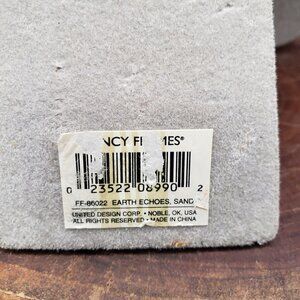 NCY FR MES®
0 23522 08990 2
FF-86022 EARTH ECHOES, SAND
UNITED DESIGN CORP. • NOBLE, OK, USA
ALL RIGHTS RESERVED • MADE IN CHINA